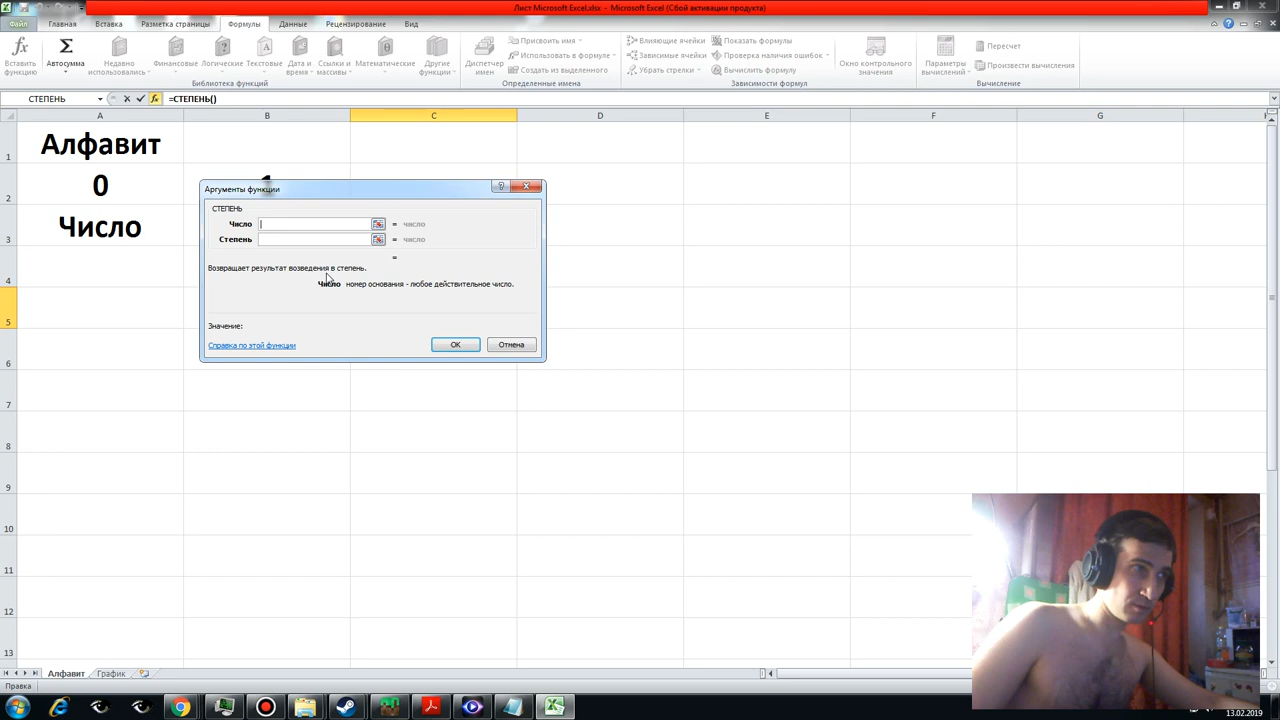 Лист Microsoft Excel.xlsx - Microsoft Excel (Сбой активации продукта)
Файл Главная Вставка Разметка страницы Формулы Данные Рецензирование Вид
Вставить функцию
Автосумма
Недавно использовались
Финансовые
Логические
Текстовые
Дата и время
Ссылки и массивы
Математические
Другие функции
Диспетчер имен
Присвоить имя
Использовать в формуле
Создать из выделенного
Влияющие ячейки
Зависимые ячейки
Убрать стрелки
Показать формулы
Проверка наличия ошибок
Вычислить формулу
Окно контрольного значения
Параметры вычислений
Пересчет
Произвести вычисления
Библиотека функций
Определенные имена
Зависимости формул
Вычисление
СТЕПЕНЬ
=СТЕПЕНЬ()
A B C D E F G
1 Алфавит
2 0 1
3 Число
4
5
6
7
8
9
10
11
12
13
Аргументы функции
СТЕПЕНЬ
Число = число
Степень = число
=
Возвращает результат возведения в степень.
Число номер основания - любое действительное число.
Значение:
Справка по этой функции
ОК
Отмена
Алфавит График
Правка
13.02.2019